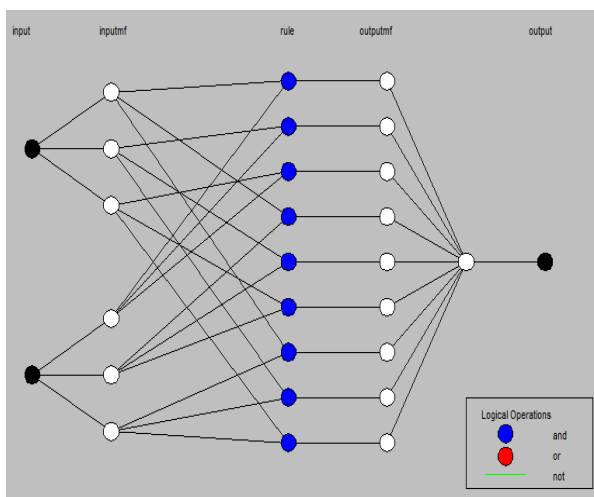 input inputmf rule outputmf output
Logical Operations
and
or
not